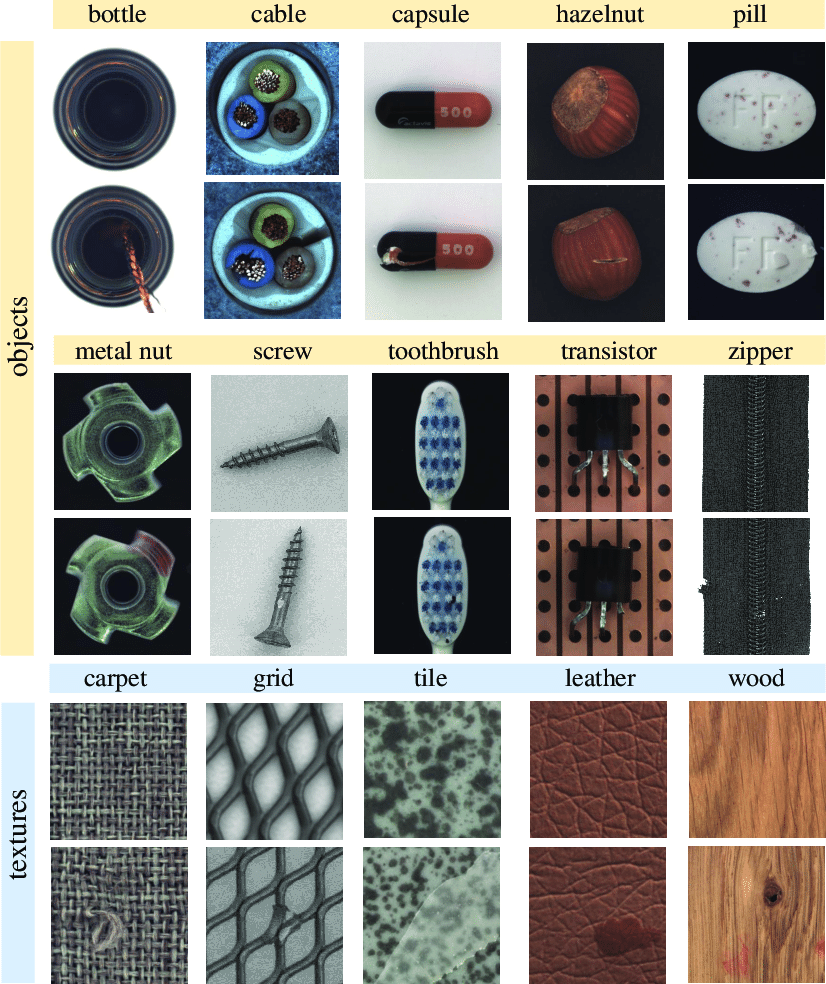 bottle cable capsule hazelnut pill
500
FF
500
FF
metal nut screw toothbrush transistor zipper
objects
carpet grid tile leather wood
textures